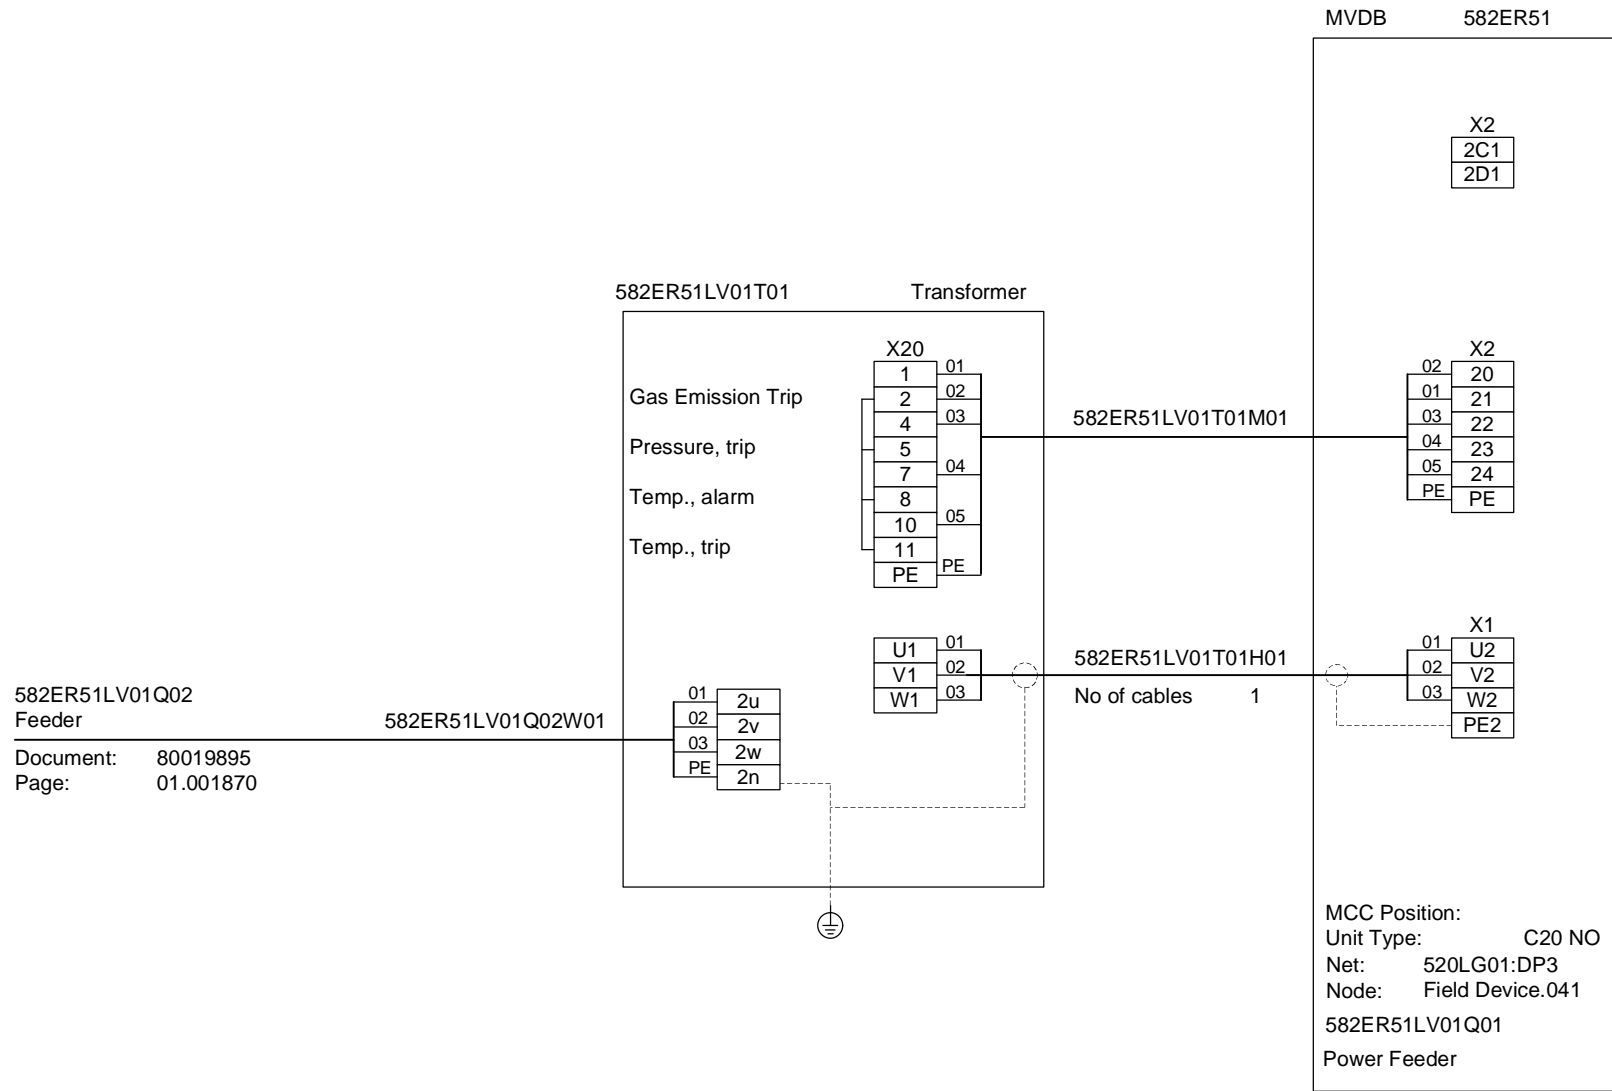 MVDB 582ER51
X2
2C1
2D1
582ER51LV01T01 Transformer
X20
1 01
Gas Emission Trip
2 02
4 03
Pressure, trip
5
7 04
Temp., alarm
8
10 05
Temp., trip
11
PE PE
582ER51LV01T01M01
X2
02 20
01 21
03 22
04 23
05 24
PE PE
U1 01
V1 02
W1 03
582ER51LV01T01H01
No of cables 1
X1
01 U2
02 V2
03 W2
PE2
582ER51LV01Q02
Feeder
582ER51LV01Q02W01
Document: 80019895
Page: 01.001870
01 2u
02 2v
03 2w
PE 2n
MCC Position:
Unit Type: C20 NO
Net: 520LG01:DP3
Node: Field Device.041
582ER51LV01Q01
Power Feeder